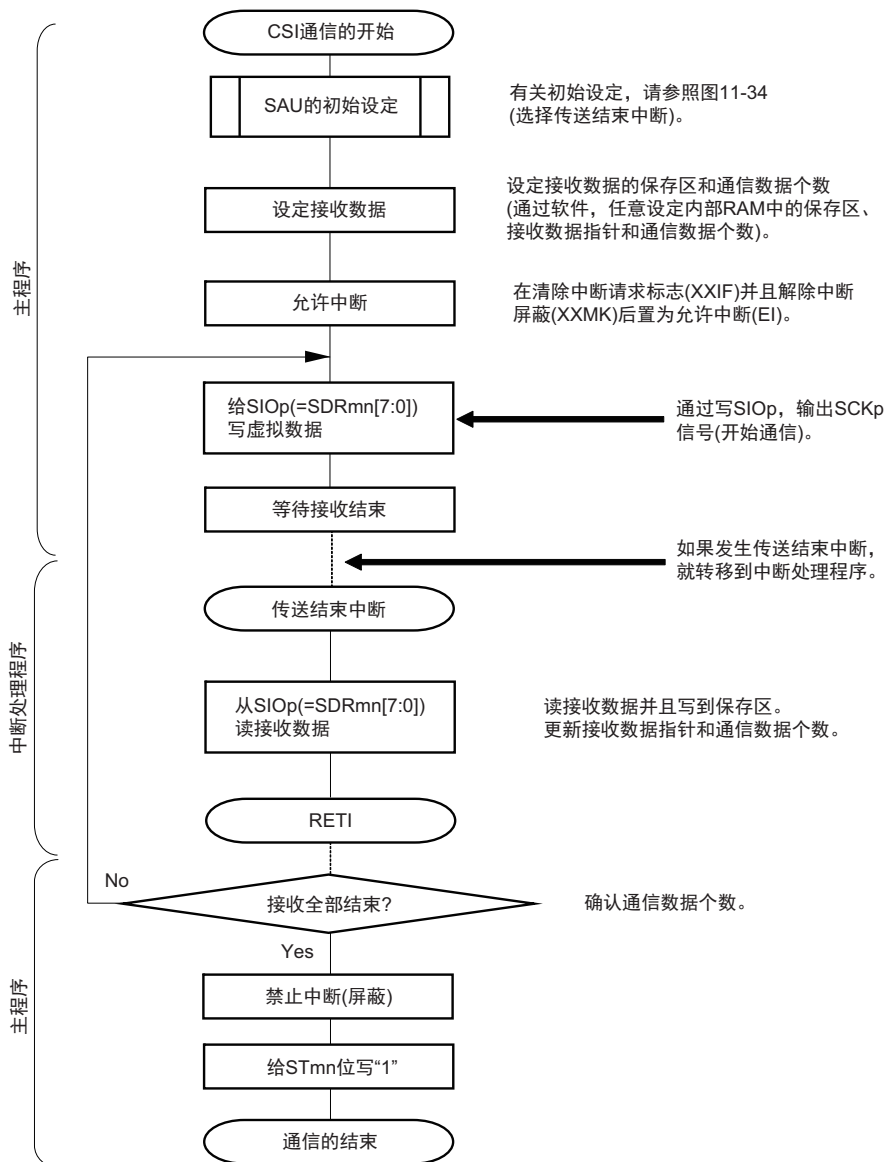 CSI通信的开始
SAU的初始设定
有关初始设定，请参照图11-34
(选择传送结束中断)。
设定接收数据
设定接收数据的保存区和通信数据个数
(通过软件，任意设定内部RAM中的保存区、
接收数据指针和通信数据个数)。
主程序
允许中断
在清除中断请求标志(XXIF)并且解除中断
屏蔽(XXMK)后置为允许中断(EI)。
给SIOp(=SDRmn[7:0])
写虚拟数据
通过写SIOp，输出SCKp
信号(开始通信)。
等待接收结束
如果发生传送结束中断，
就转移到中断处理程序。
传送结束中断
中断处理程序
从SIOp(=SDRmn[7:0])
读接收数据
读接收数据并且写到保存区。
更新接收数据指针和通信数据个数。
RETI
No
接收全部结束?
确认通信数据个数。
Yes
主程序
禁止中断(屏蔽)
给STmn位写“1”
通信的结束